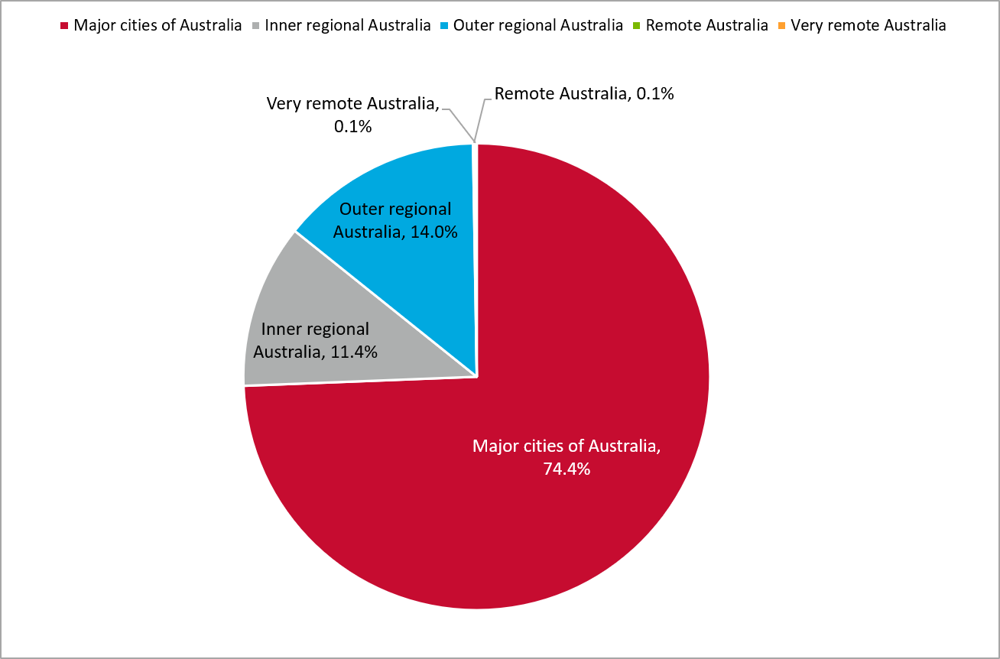 Major cities of Australia Inner regional Australia Outer regional Australia Remote Australia Very remote Australia
Remote Australia, 0.1%
Very remote Australia,
0.1%
Outer regional
Australia, 14.0%
Inner regional
Australia, 11.4%
Major cities of Australia,
74.4%